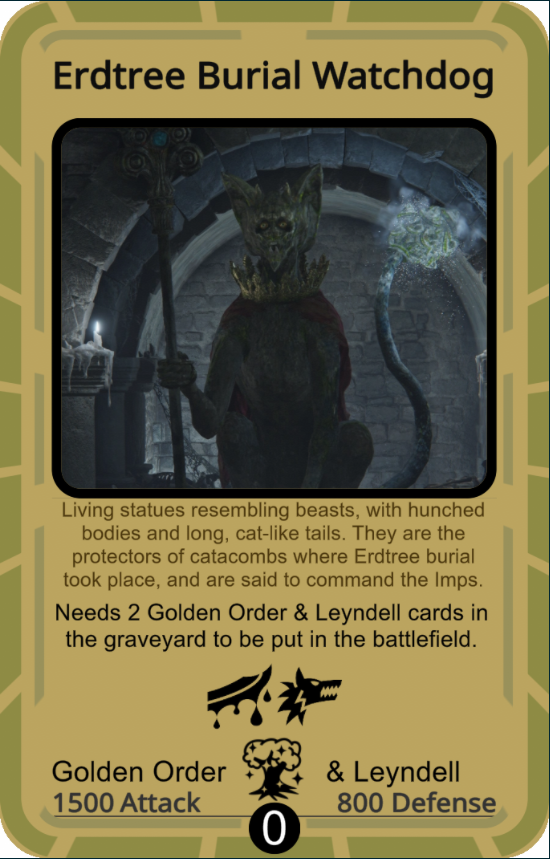 Erdtree Burial Watchdog
Living statues resembling beasts, with hunched
bodies and long, cat-like tails. They are the
protectors of catacombs where Erdtree burial
took place, and are said to command the Imps.
Needs 2 Golden Order & Leyndell cards in
the graveyard to be put in the battlefield.
Golden Order & Leyndell
1500 Attack 800 Defense
0